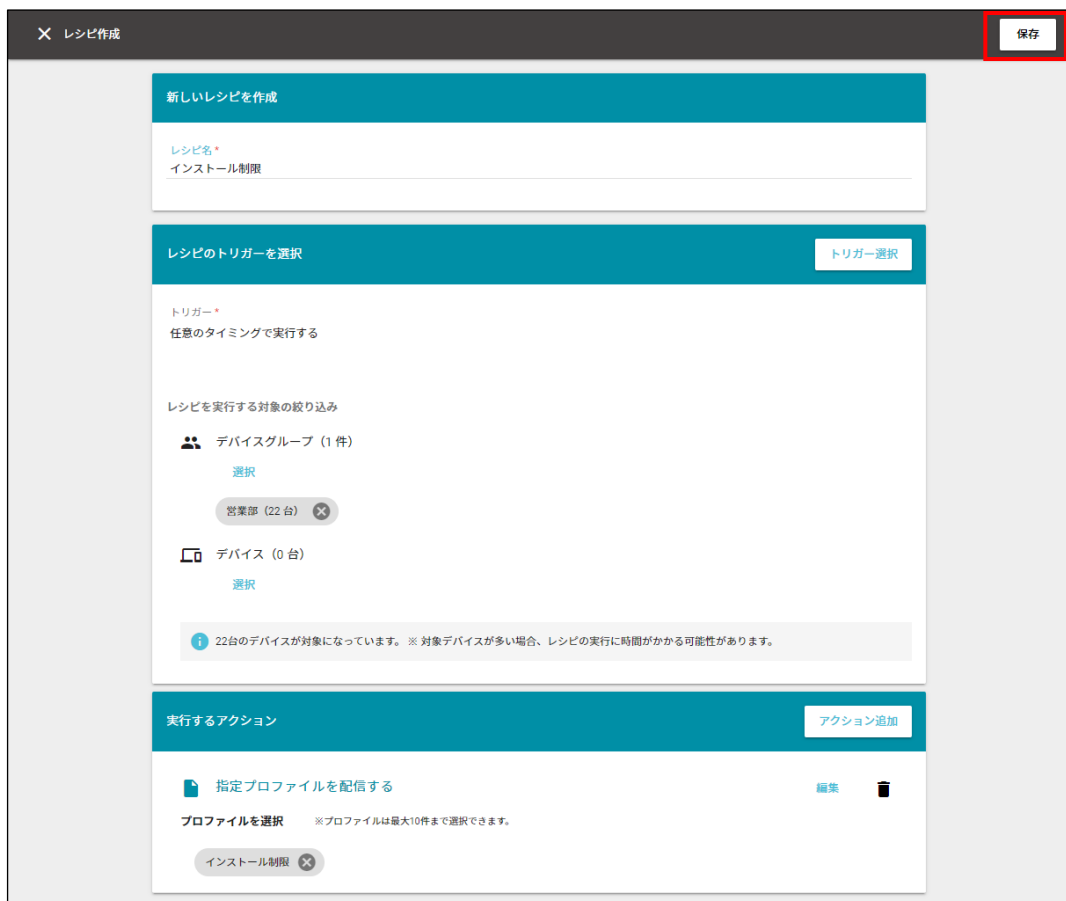 レシピ作成
保存
新しいレシピを作成
レシピ名*
インストール制限
レシピのトリガーを選択
トリガー選択
トリガー*
任意のタイミングで実行する
レシピを実行する対象の絞り込み
デバイスグループ（1 件）
選択
営業部（22 台）
デバイス（0 台）
選択
22台のデバイスが対象になっています。 ※ 対象デバイスが多い場合、レシピの実行に時間がかかる可能性があります。
実行するアクション
アクション追加
指定プロファイルを配信する
編集
プロファイルを選択 ※プロファイルは最大10件まで選択できます。
インストール制限